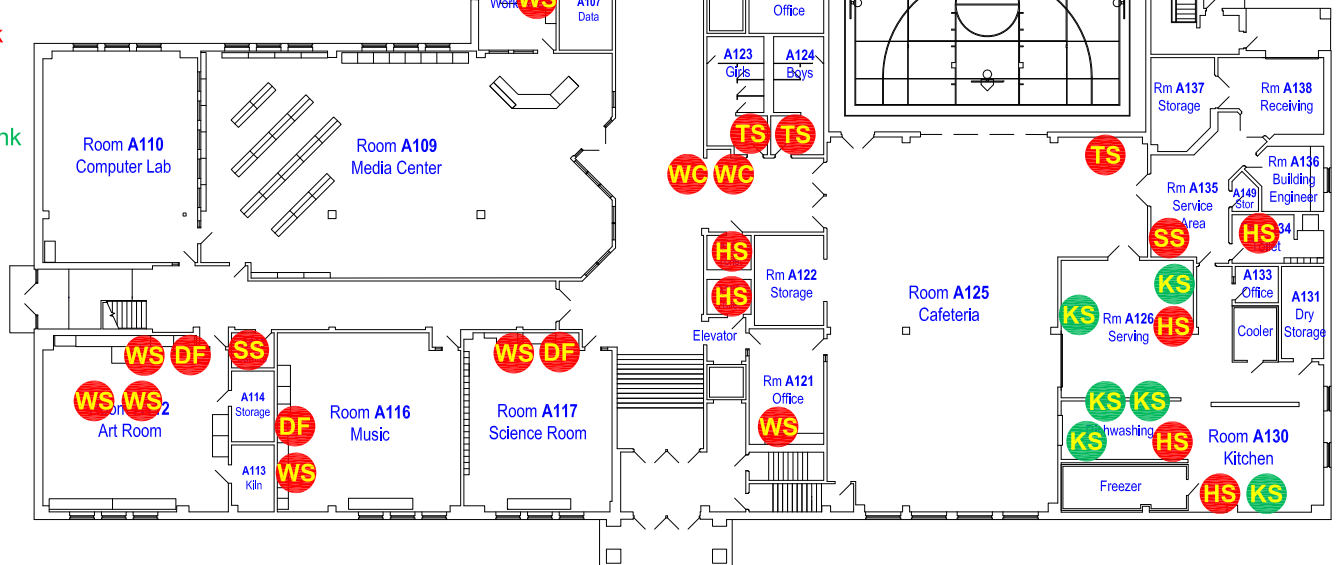 Work
WS
A107
Data
Office
k
nk
A123
Girls
A124
Boys
Rm A137
Storage
Rm A138
Receiving
Room A110
Computer Lab
Room A109
Media Center
TS
TS
TS
WC
WC
Rm A136
Building
Engineer
Rm A135
Service
Area
A149
Stor
SS
HS
34
HS
HS
Rm A122
Storage
Elevator
Room A125
Cafeteria
KS
KS
Rm A126
Serving
HS
A133
Office
Cooler
A131
Dry
Storage
WS
DF
SS
WS
WS
Art Room
A114
Storage
A113
Kiln
Room A116
Music
DF
WS
WS
DF
Room A117
Science Room
Rm A121
Office
WS
KS
KS
KS
HS
Room A130
Kitchen
Freezer
HS
KS